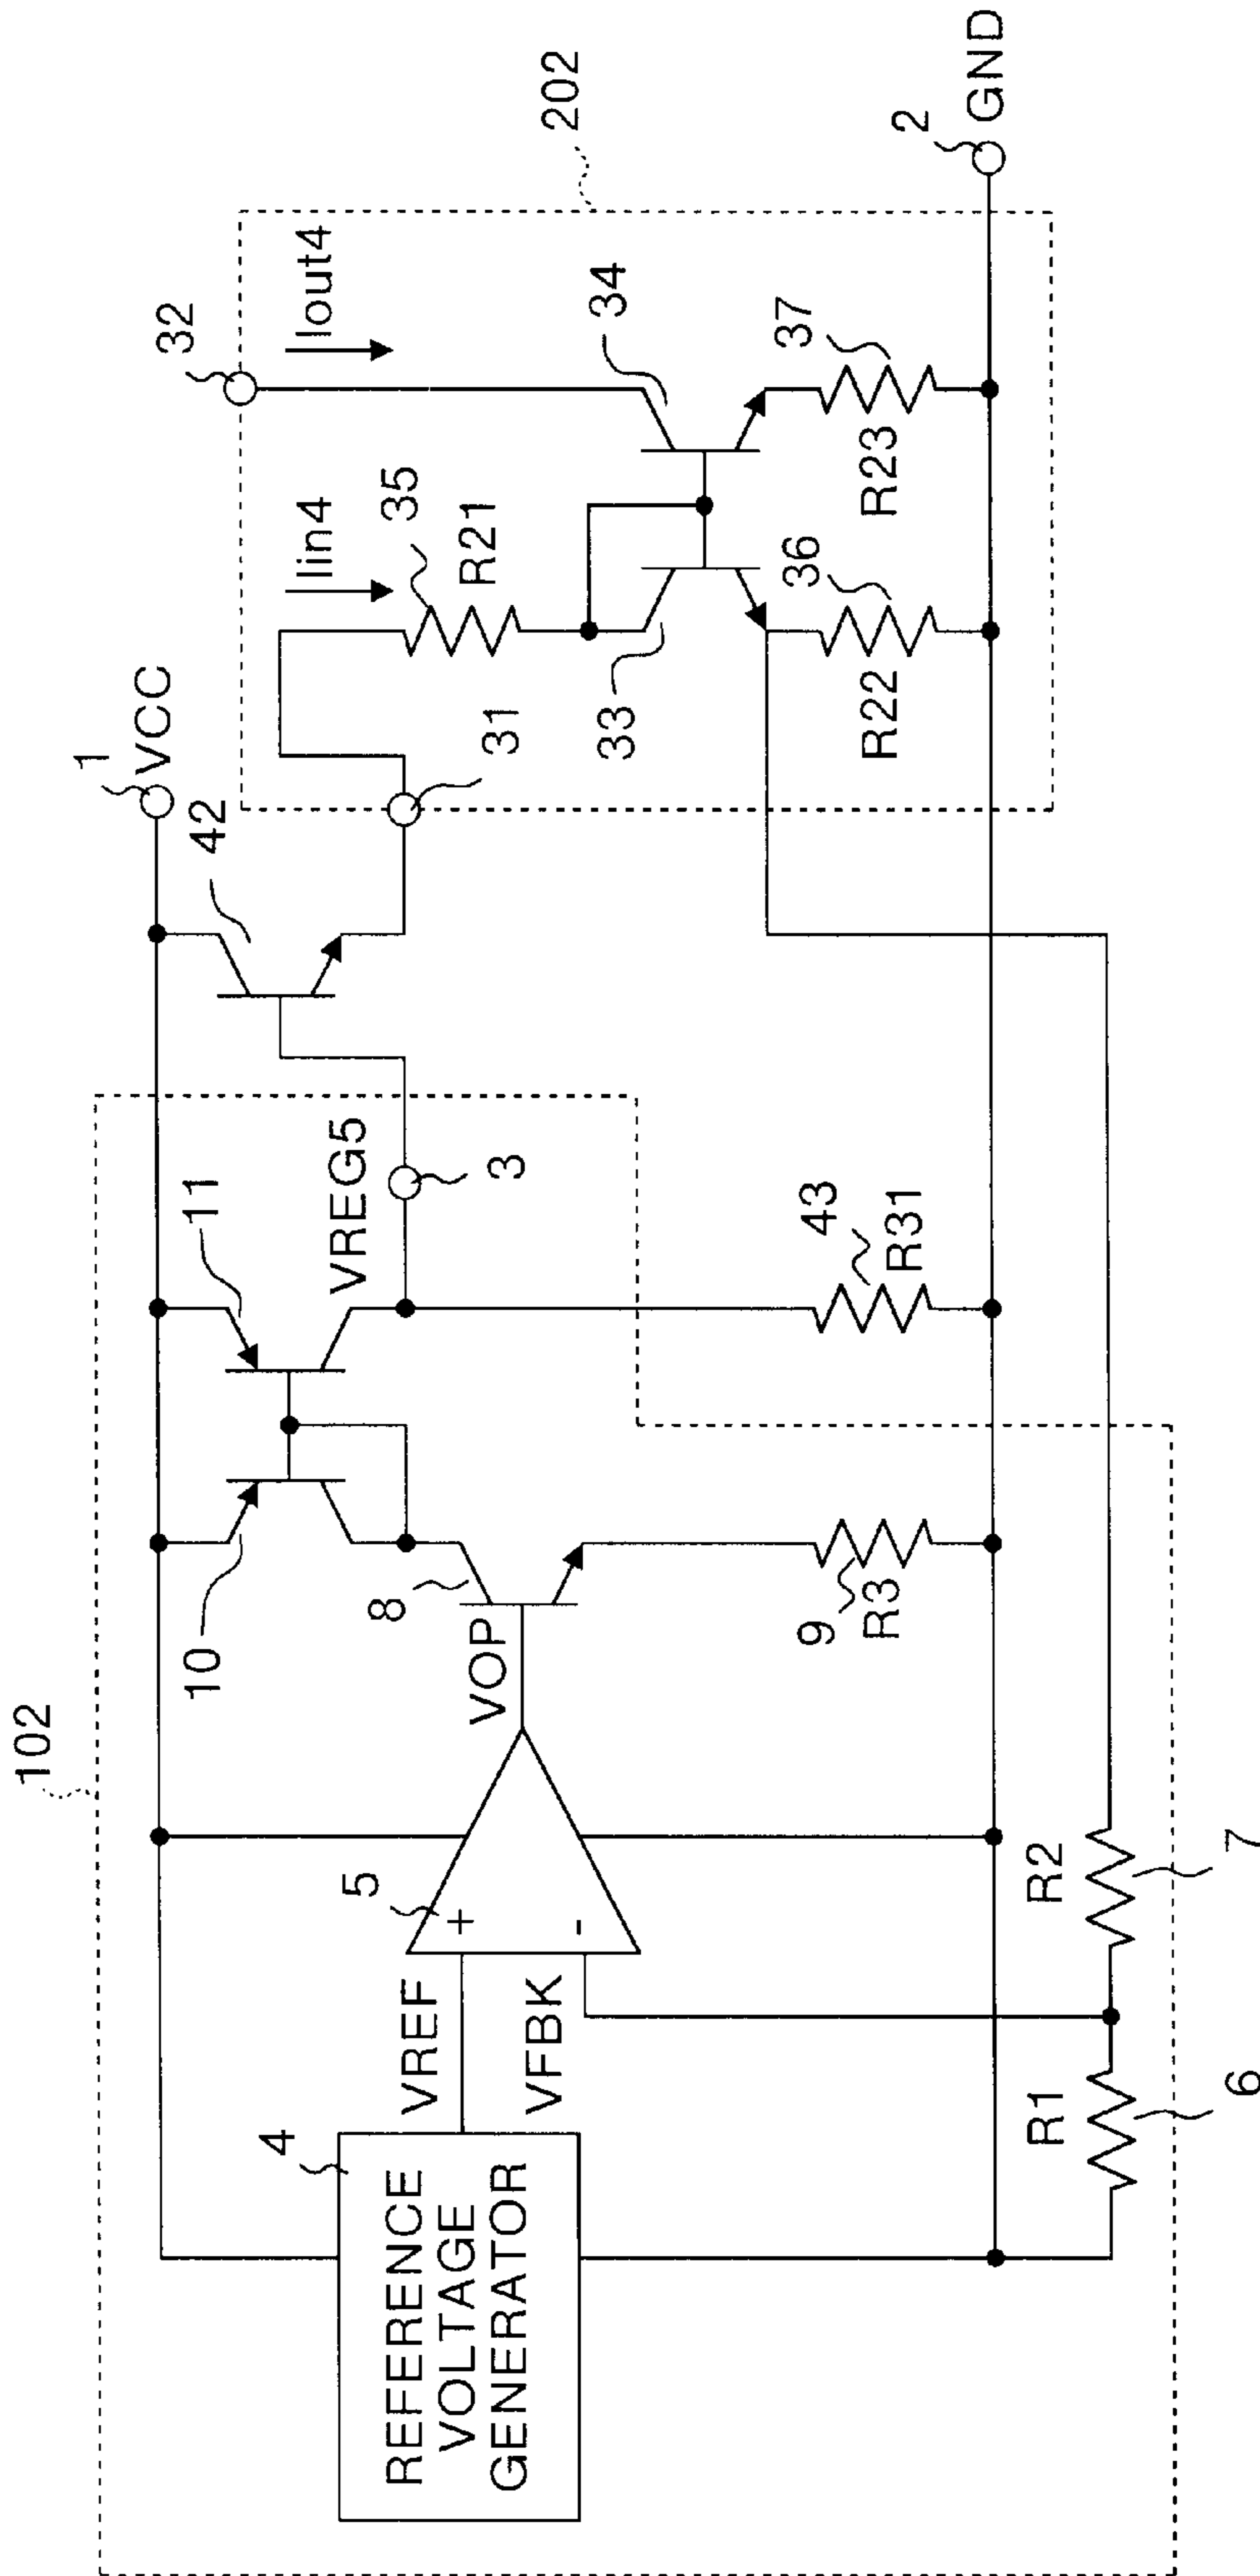 102
10
11
VREG5
3
8
VOP
5
VREF
VFBK
4
REFERENCE
VOLTAGE
GENERATOR
9
R3
43
R31
R2
7
R1
6
42
1
VCC
31
32
Iin4
Iout4
35
R21
33
34
36
R22
37
R23
202
2
GND